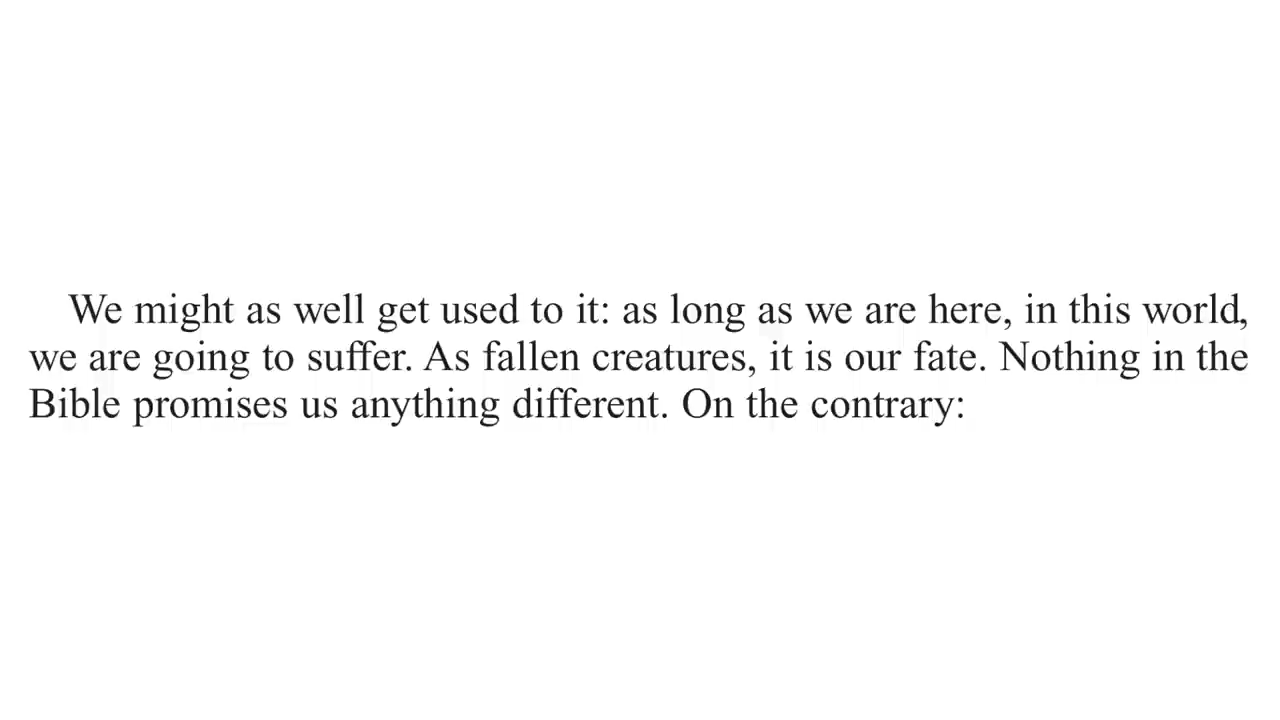 We might as well get used to it: as long as we are here, in this world,
we are going to suffer. As fallen creatures, it is our fate. Nothing in the
Bible promises us anything different. On the contrary: